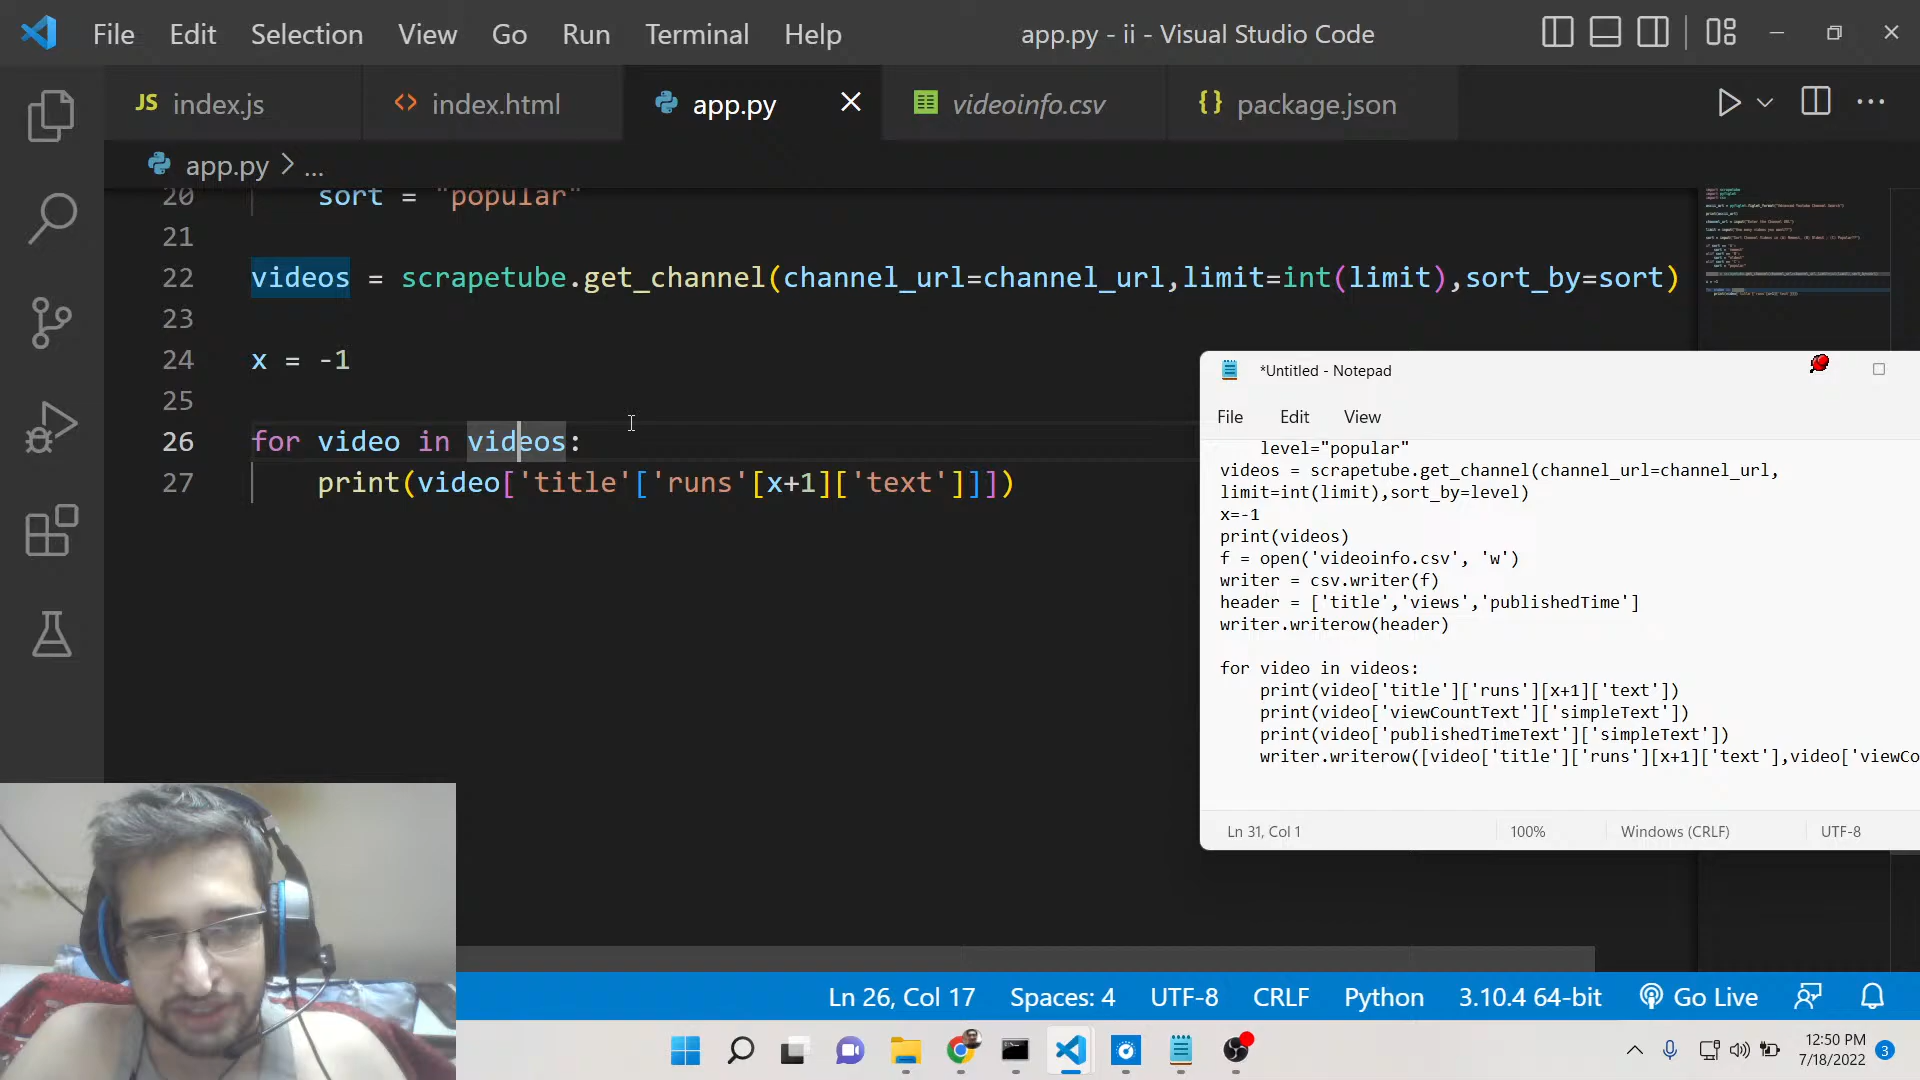 File Edit Selection View Go Run Terminal Help app.py - ii - Visual Studio Code
JS index.js index.html app.py videoinfo.csv {} package.json
app.py > ...
20 sort = "popular"
21
22 videos = scrapetube.get_channel(channel_url=channel_url,limit=int(limit),sort_by=sort)
23
24 x = -1
25
26 for video in videos:
27 print(video['title'['runs'[x+1]['text']]])
*Untitled - Notepad
File Edit View
level="popular"
videos = scrapetube.get_channel(channel_url=channel_url,
limit=int(limit),sort_by=level)
x=-1
print(videos)
f = open('videoinfo.csv', 'w')
writer = csv.writer(f)
header = ['title','views','publishedTime']
writer.writerow(header)
for video in videos:
print(video['title']['runs'][x+1]['text'])
print(video['viewCountText']['simpleText'])
print(video['publishedTimeText']['simpleText'])
writer.writerow([video['title']['runs'][x+1]['text'],video['viewCo
Ln 31, Col 1 100% Windows (CRLF) UTF-8
Ln 26, Col 17 Spaces: 4 UTF-8 CRLF Python 3.10.4 64-bit Go Live
12:50 PM
7/18/2022 3